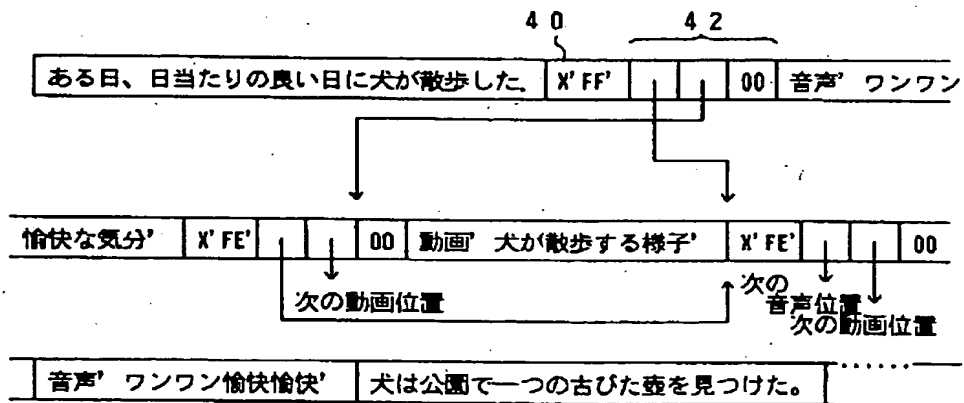 40 42
ある日、日当たりの良い日に犬が散歩した. X'FF' 00 音声' ワンワン
愉快な気分' X'FE' 00 動画' 犬が散歩する様子' X'FE' 00
次の動画位置 次の
音声位置
次の動画位置
音声' ワンワン愉快愉快' 犬は公園で一つの古びた壺を見つけた。